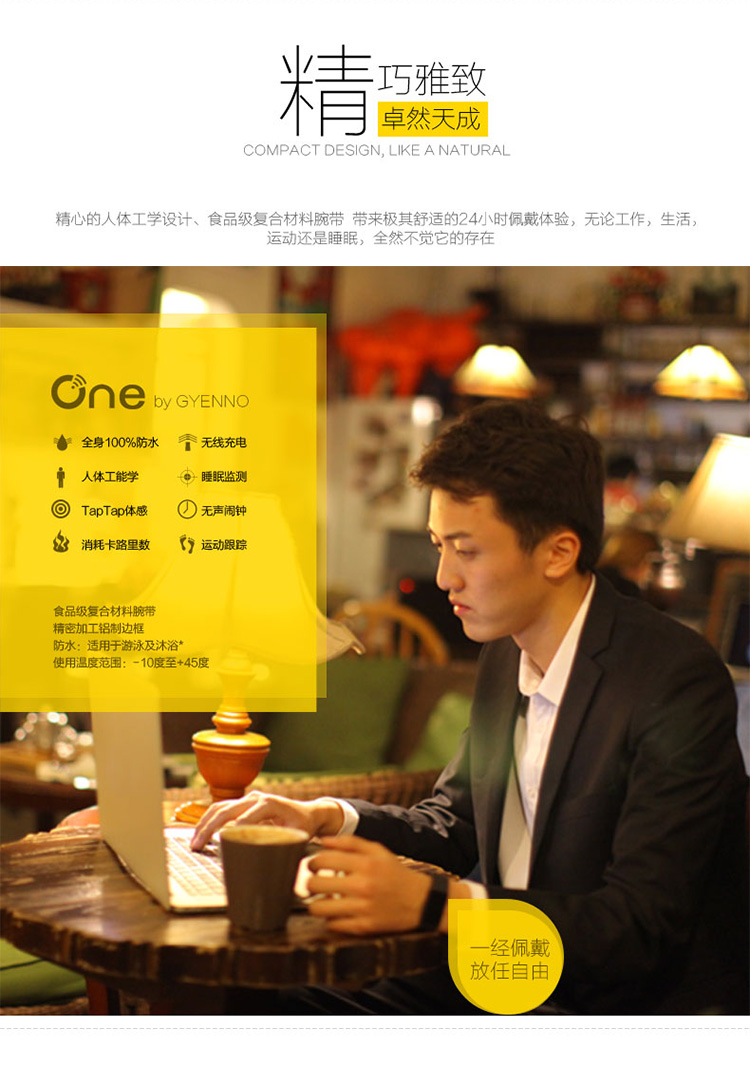 精巧雅致
卓然天成
COMPACT DESIGN, LIKE A NATURAL
精心的人体工学设计、食品级复合材料腕带 带来极其舒适的24小时佩戴体验，无论工作，生活，
运动还是睡眠，全然不觉它的存在
One by GYENNO
全身100%防水 无线充电
人体工能学 睡眠监测
TapTap体感 无声闹钟
消耗卡路里数 运动跟踪
食品级复合材料腕带
精密加工铝制边框
防水：适用于游泳及沐浴*
使用温度范围：-10度至+45度
一经佩戴
放任自由